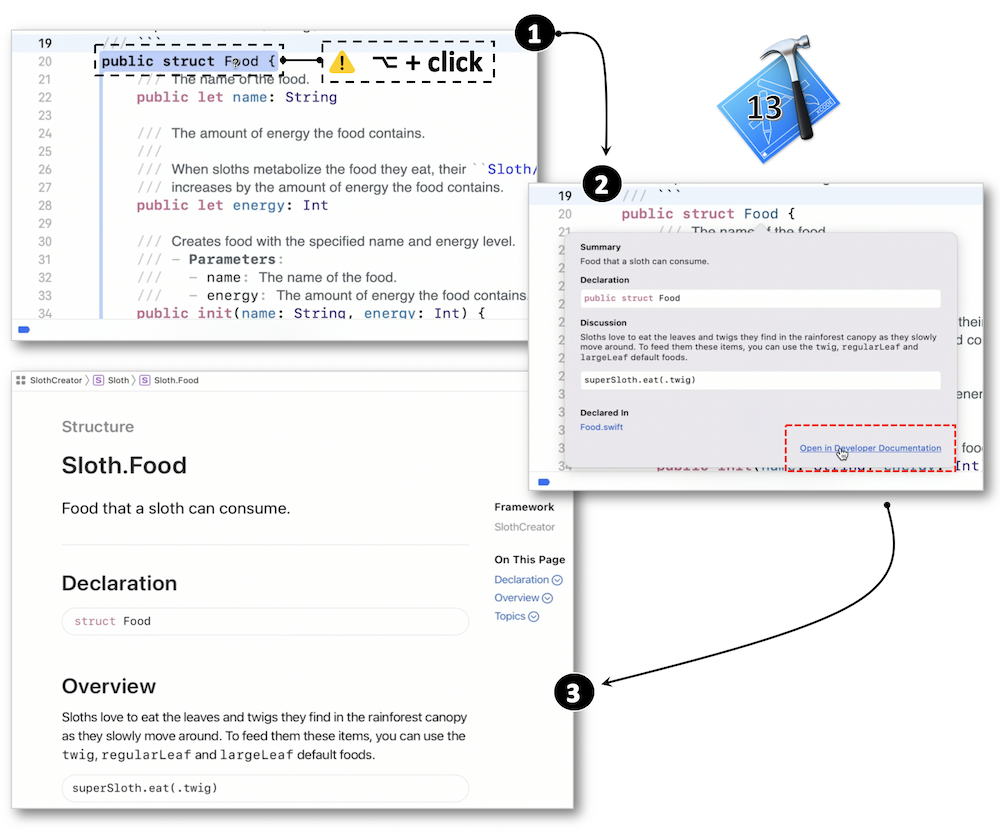 1
19 /// ```
20 public struct Food {
⌥ + click
21 /// The name of the food.
22 public let name: String
23
24 /// The amount of energy the food contains.
25 ///
26 /// When sloths metabolize the food they eat, their ``Sloth/
27 /// increases by the amount of energy the food contains.
28 public let energy: Int
29
30 /// Creates food with the specified name and energy level.
31 /// - Parameters:
32 /// - name: The name of the food.
33 /// - energy: The amount of energy the food contains.
34 public init(name: String, energy: Int) {
13
XCODE
2
19 /// ```
20 public struct Food {
21 /// The name of the food.
Summary
Food that a sloth can consume.
Declaration
public struct Food
Discussion
Sloths love to eat the leaves and twigs they find in the rainforest canopy as they slowly
move around. To feed them these items, you can use the twig, regularLeaf and
largeLeaf default foods.
superSloth.eat(.twig)
Declared In
Food.swift
Open in Developer Documentation
34 public init(name: String, energy: Int
SlothCreator 〉 S Sloth 〉 S Sloth.Food
Structure
Sloth.Food
Food that a sloth can consume.
Declaration
struct Food
Overview
Sloths love to eat the leaves and twigs they find in the rainforest canopy
as they slowly move around. To feed them these items, you can use the
twig, regularLeaf and largeLeaf default foods.
superSloth.eat(.twig)
Framework
SlothCreator
On This Page
Declaration
Overview
Topics
3